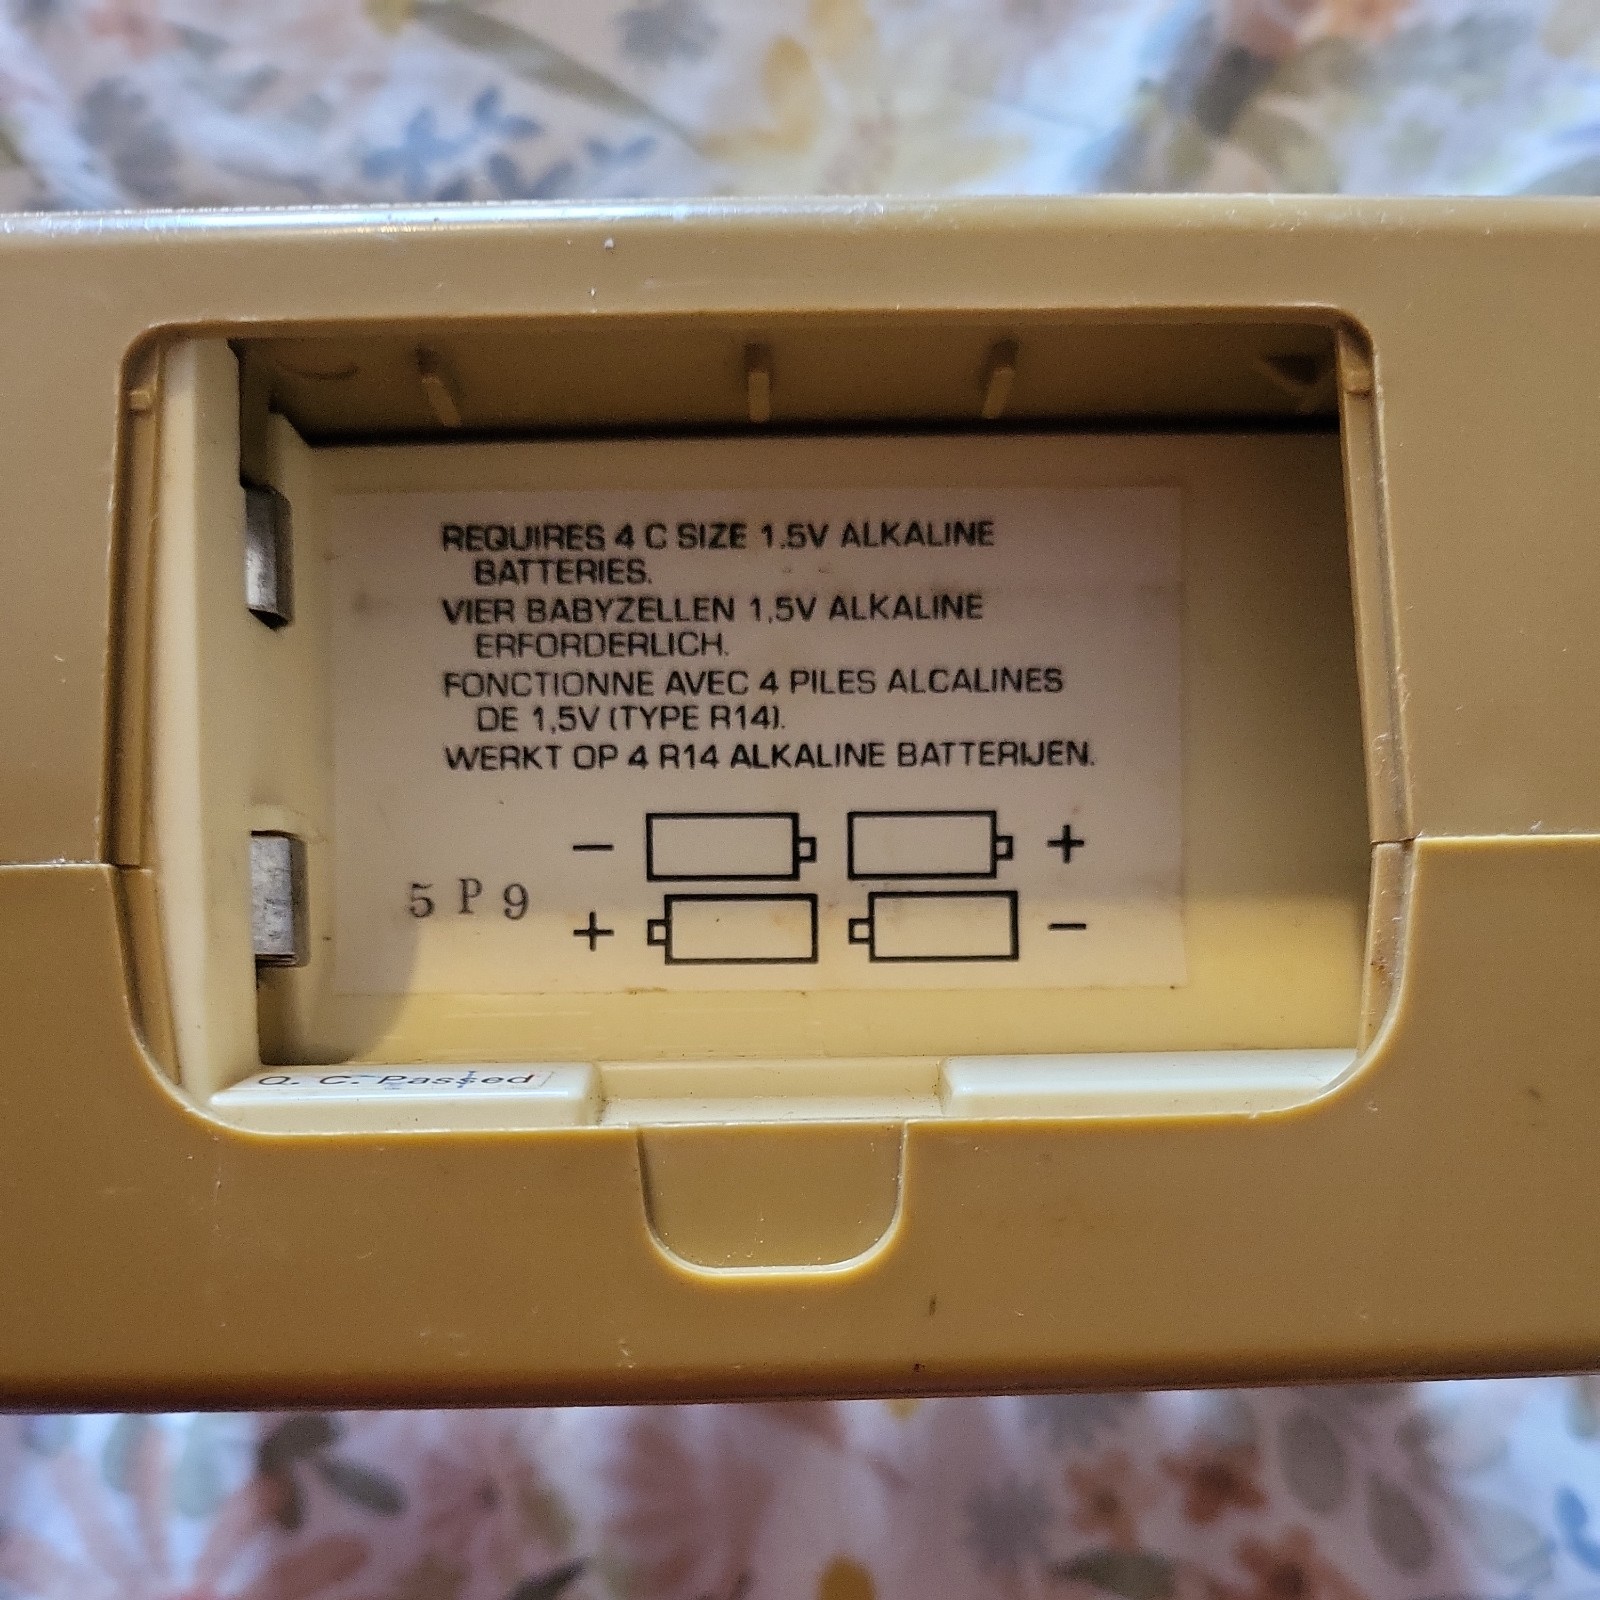 REQUIRES 4 C SIZE 1.5V ALKALINE
BATTERIES.
VIER BABYZELLEN 1,5V ALKALINE
ERFORDERLICH.
FONCTIONNE AVEC 4 PILES ALCALINES
DE 1,5V (TYPE R14).
WERKT OP 4 R14 ALKALINE BATTERIJEN.
− +
5 P 9
+ −
Q. C. Passed